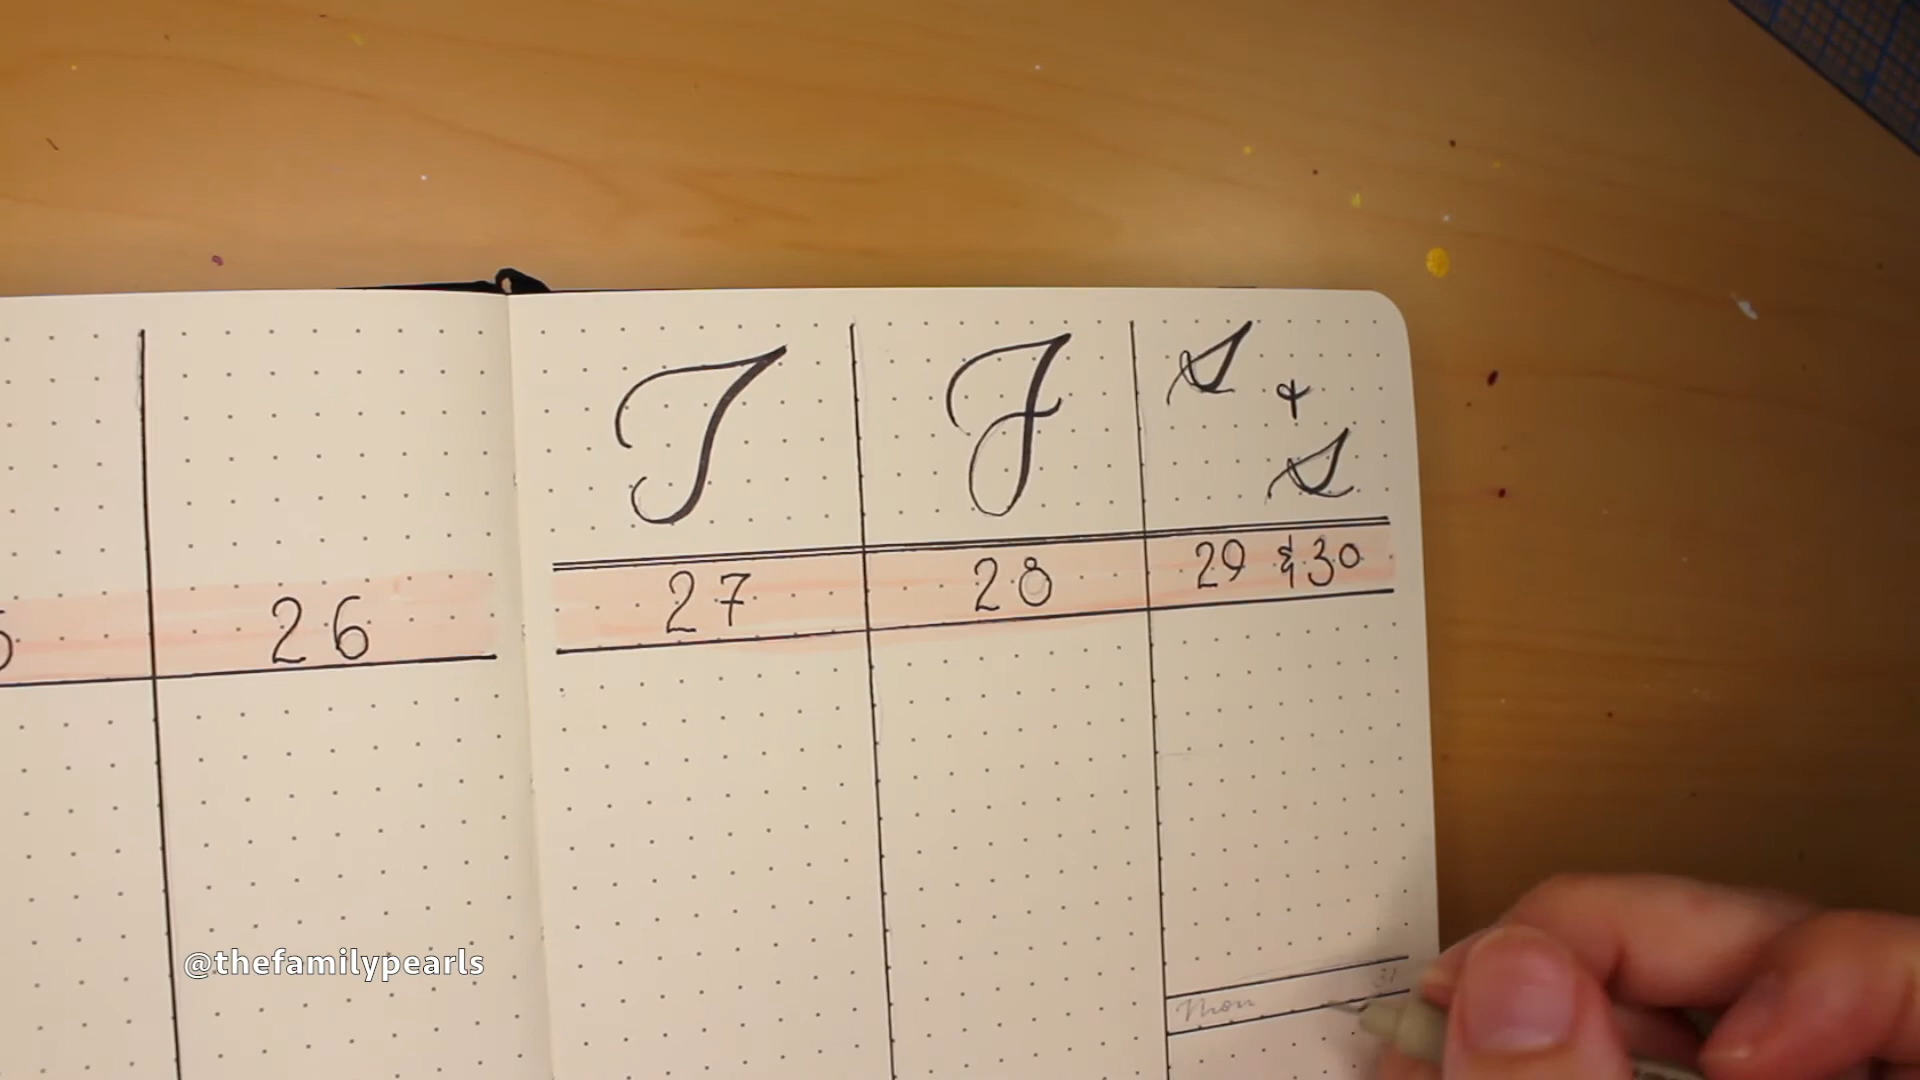 T F S
&
S
26 27 28 29 & 30
Mon 31
@thefamilypearls